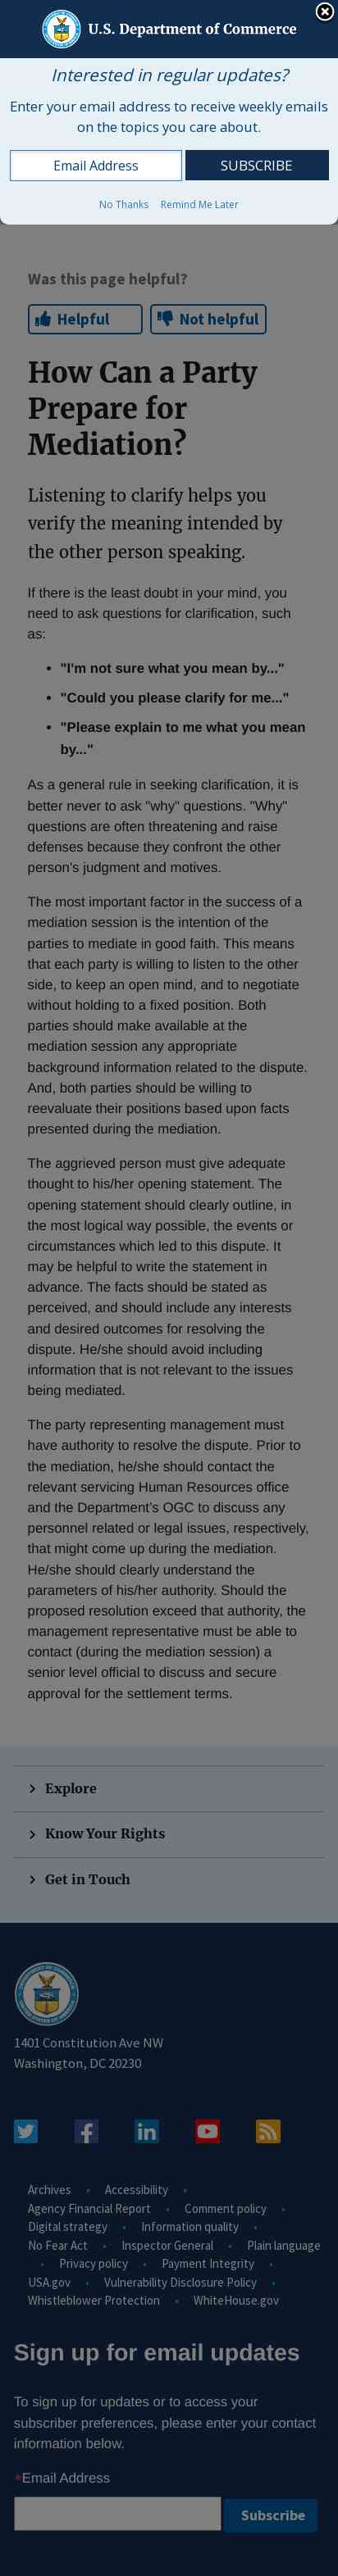 U.S. Department of Commerce
Interested in regular updates?
Enter your email address to receive weekly emails
on the topics you care about.
Email Address
SUBSCRIBE
No Thanks
Remind Me Later
Was this page helpful?
Helpful
Not helpful
How Can a Party
Prepare for
Mediation?
Listening to clarify helps you
verify the meaning intended by
the other person speaking.
If there is the least doubt in your mind, you
need to ask questions for clarification, such
as:
• "I'm not sure what you mean by..."
• "Could you please clarify for me..."
• "Please explain to me what you mean
by..."
As a general rule in seeking clarification, it is
better never to ask "why" questions. "Why"
questions are often threatening and raise
defenses because they confront the other
person's judgment and motives.
The most important factor in the success of a
mediation session is the intention of the
parties to mediate in good faith. This means
that each party is willing to listen to the other
side, to keep an open mind, and to negotiate
without holding to a fixed position. Both
parties should make available at the
mediation session any appropriate
background information related to the dispute.
And, both parties should be willing to
reevaluate their positions based upon facts
presented during the mediation.
The aggrieved person must give adequate
thought to his/her opening statement. The
opening statement should clearly outline, in
the most logical way possible, the events or
circumstances which led to this dispute. It
may be helpful to write the statement in
advance. The facts should be stated as
perceived, and should include any interests
and desired outcomes for resolving the
dispute. He/she should avoid including
information that is not relevant to the issues
being mediated.
The party representing management must
have authority to resolve the dispute. Prior to
the mediation, he/she should contact the
relevant servicing Human Resources office
and the Department's OGC to discuss any
personnel related or legal issues, respectively,
that might come up during the mediation.
He/she should clearly understand the
parameters of his/her authority. Should the
proposed resolution exceed that authority, the
management representative must be able to
contact (during the mediation session) a
senior level official to discuss and secure
approval for the settlement terms.
Explore
Know Your Rights
Get in Touch
1401 Constitution Ave NW
Washington, DC 20230
Archives • Accessibility •
Agency Financial Report • Comment policy •
Digital strategy • Information quality •
No Fear Act • Inspector General • Plain language
• Privacy policy • Payment Integrity •
USA.gov • Vulnerability Disclosure Policy •
Whistleblower Protection • WhiteHouse.gov
Sign up for email updates
To sign up for updates or to access your
subscriber preferences, please enter your contact
information below.
*Email Address
Subscribe